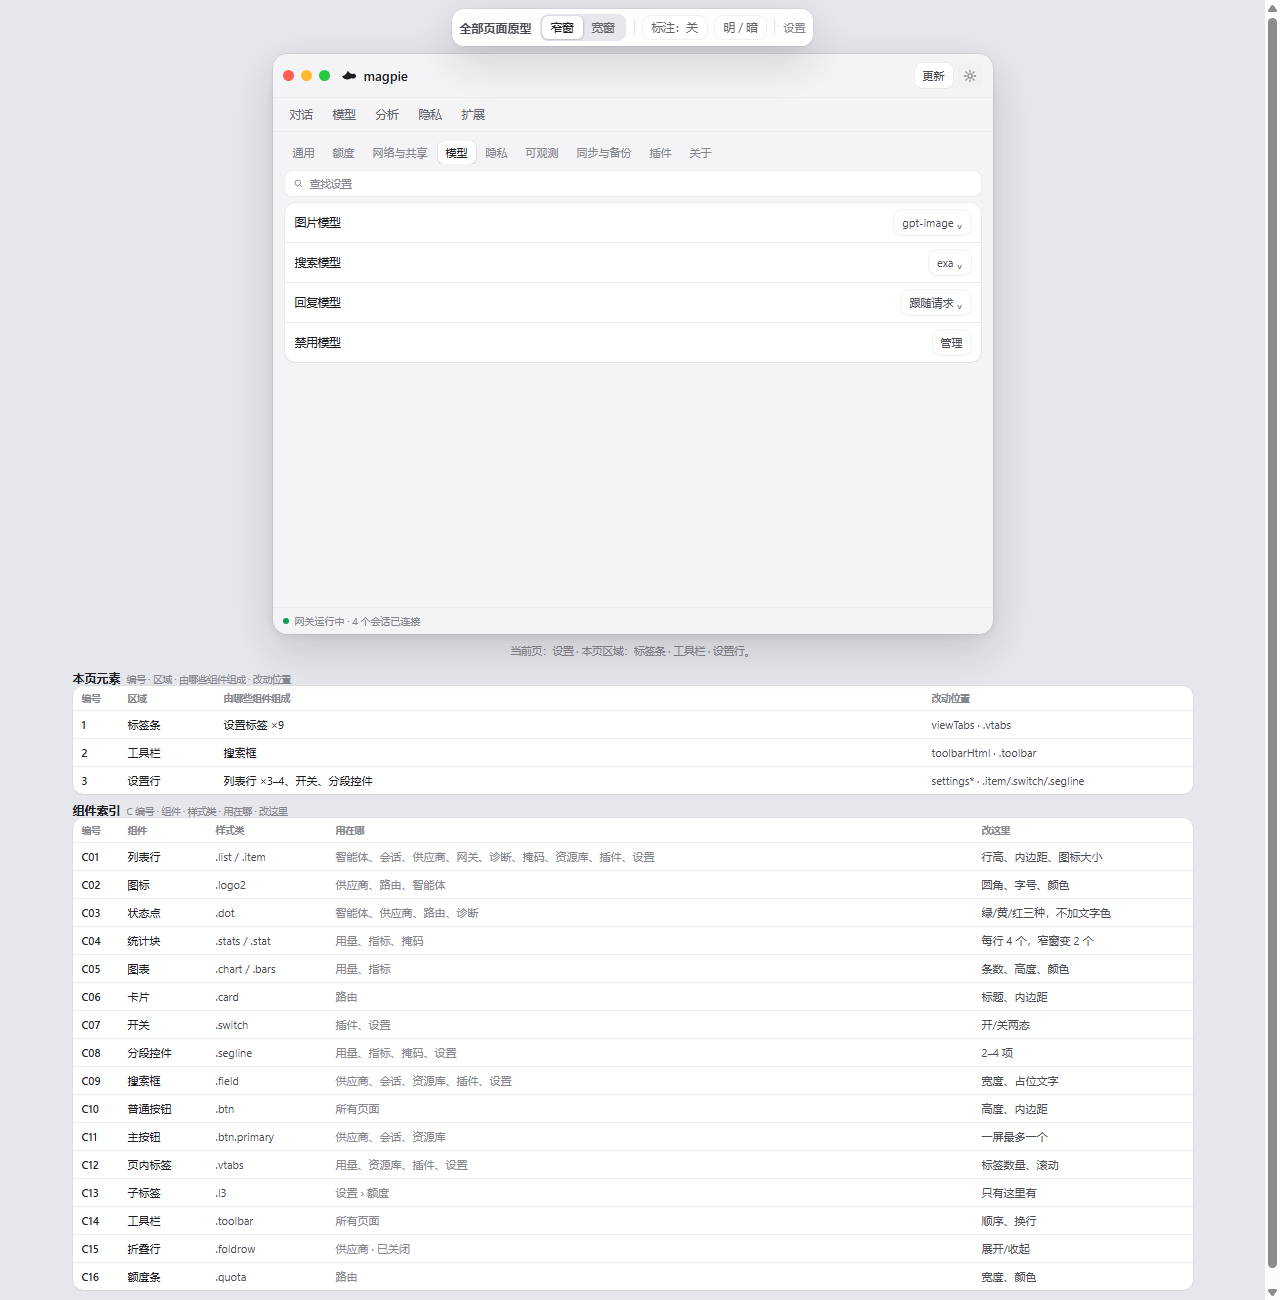 全部页面原型 窄窗 宽窗 标注：关 明 / 暗 设置
magpie 更新
对话 模型 分析 隐私 扩展
通用 额度 网络与共享 模型 隐私 可观测 同步与备份 插件 关于
查找设置
图片模型 gpt-image
搜索模型 exa
回复模型 跟随请求
禁用模型 管理
网关运行中 · 4 个会话已连接
当前页：设置 · 本页区域：标签条 · 工具栏 · 设置行。
本页元素 编号 · 区域 · 由哪些组件组成 · 改动位置
编号 区域 由哪些组件组成 改动位置
1 标签条 设置标签 ×9 viewTabs · .vtabs
2 工具栏 搜索框 toolbarHtml · .toolbar
3 设置行 列表行 ×3–4、开关、分段控件 settings* · .item/.switch/.segline
组件索引 C 编号 · 组件 · 样式类 · 用在哪 · 改这里
编号 组件 样式类 用在哪 改这里
C01 列表行 .list / .item 智能体、会话、供应商、网关、诊断、掩码、资源库、插件、设置 行高、内边距、图标大小
C02 图标 .logo2 供应商、路由、智能体 圆角、字号、颜色
C03 状态点 .dot 智能体、供应商、路由、诊断 绿/黄/红三种，不加文字色
C04 统计块 .stats / .stat 用量、指标、掩码 每行 4 个，窄窗变 2 个
C05 图表 .chart / .bars 用量、指标 条数、高度、颜色
C06 卡片 .card 路由 标题、内边距
C07 开关 .switch 插件、设置 开/关两态
C08 分段控件 .segline 用量、指标、掩码、设置 2–4 项
C09 搜索框 .field 供应商、会话、资源库、插件、设置 宽度、占位文字
C10 普通按钮 .btn 所有页面 高度、内边距
C11 主按钮 .btn.primary 供应商、会话、资源库 一屏最多一个
C12 页内标签 .vtabs 用量、资源库、插件、设置 标签数量、滚动
C13 子标签 .l3 设置 › 额度 只有这里有
C14 工具栏 .toolbar 所有页面 顺序、换行
C15 折叠行 .foldrow 供应商 · 已关闭 展开/收起
C16 额度条 .quota 路由 宽度、颜色